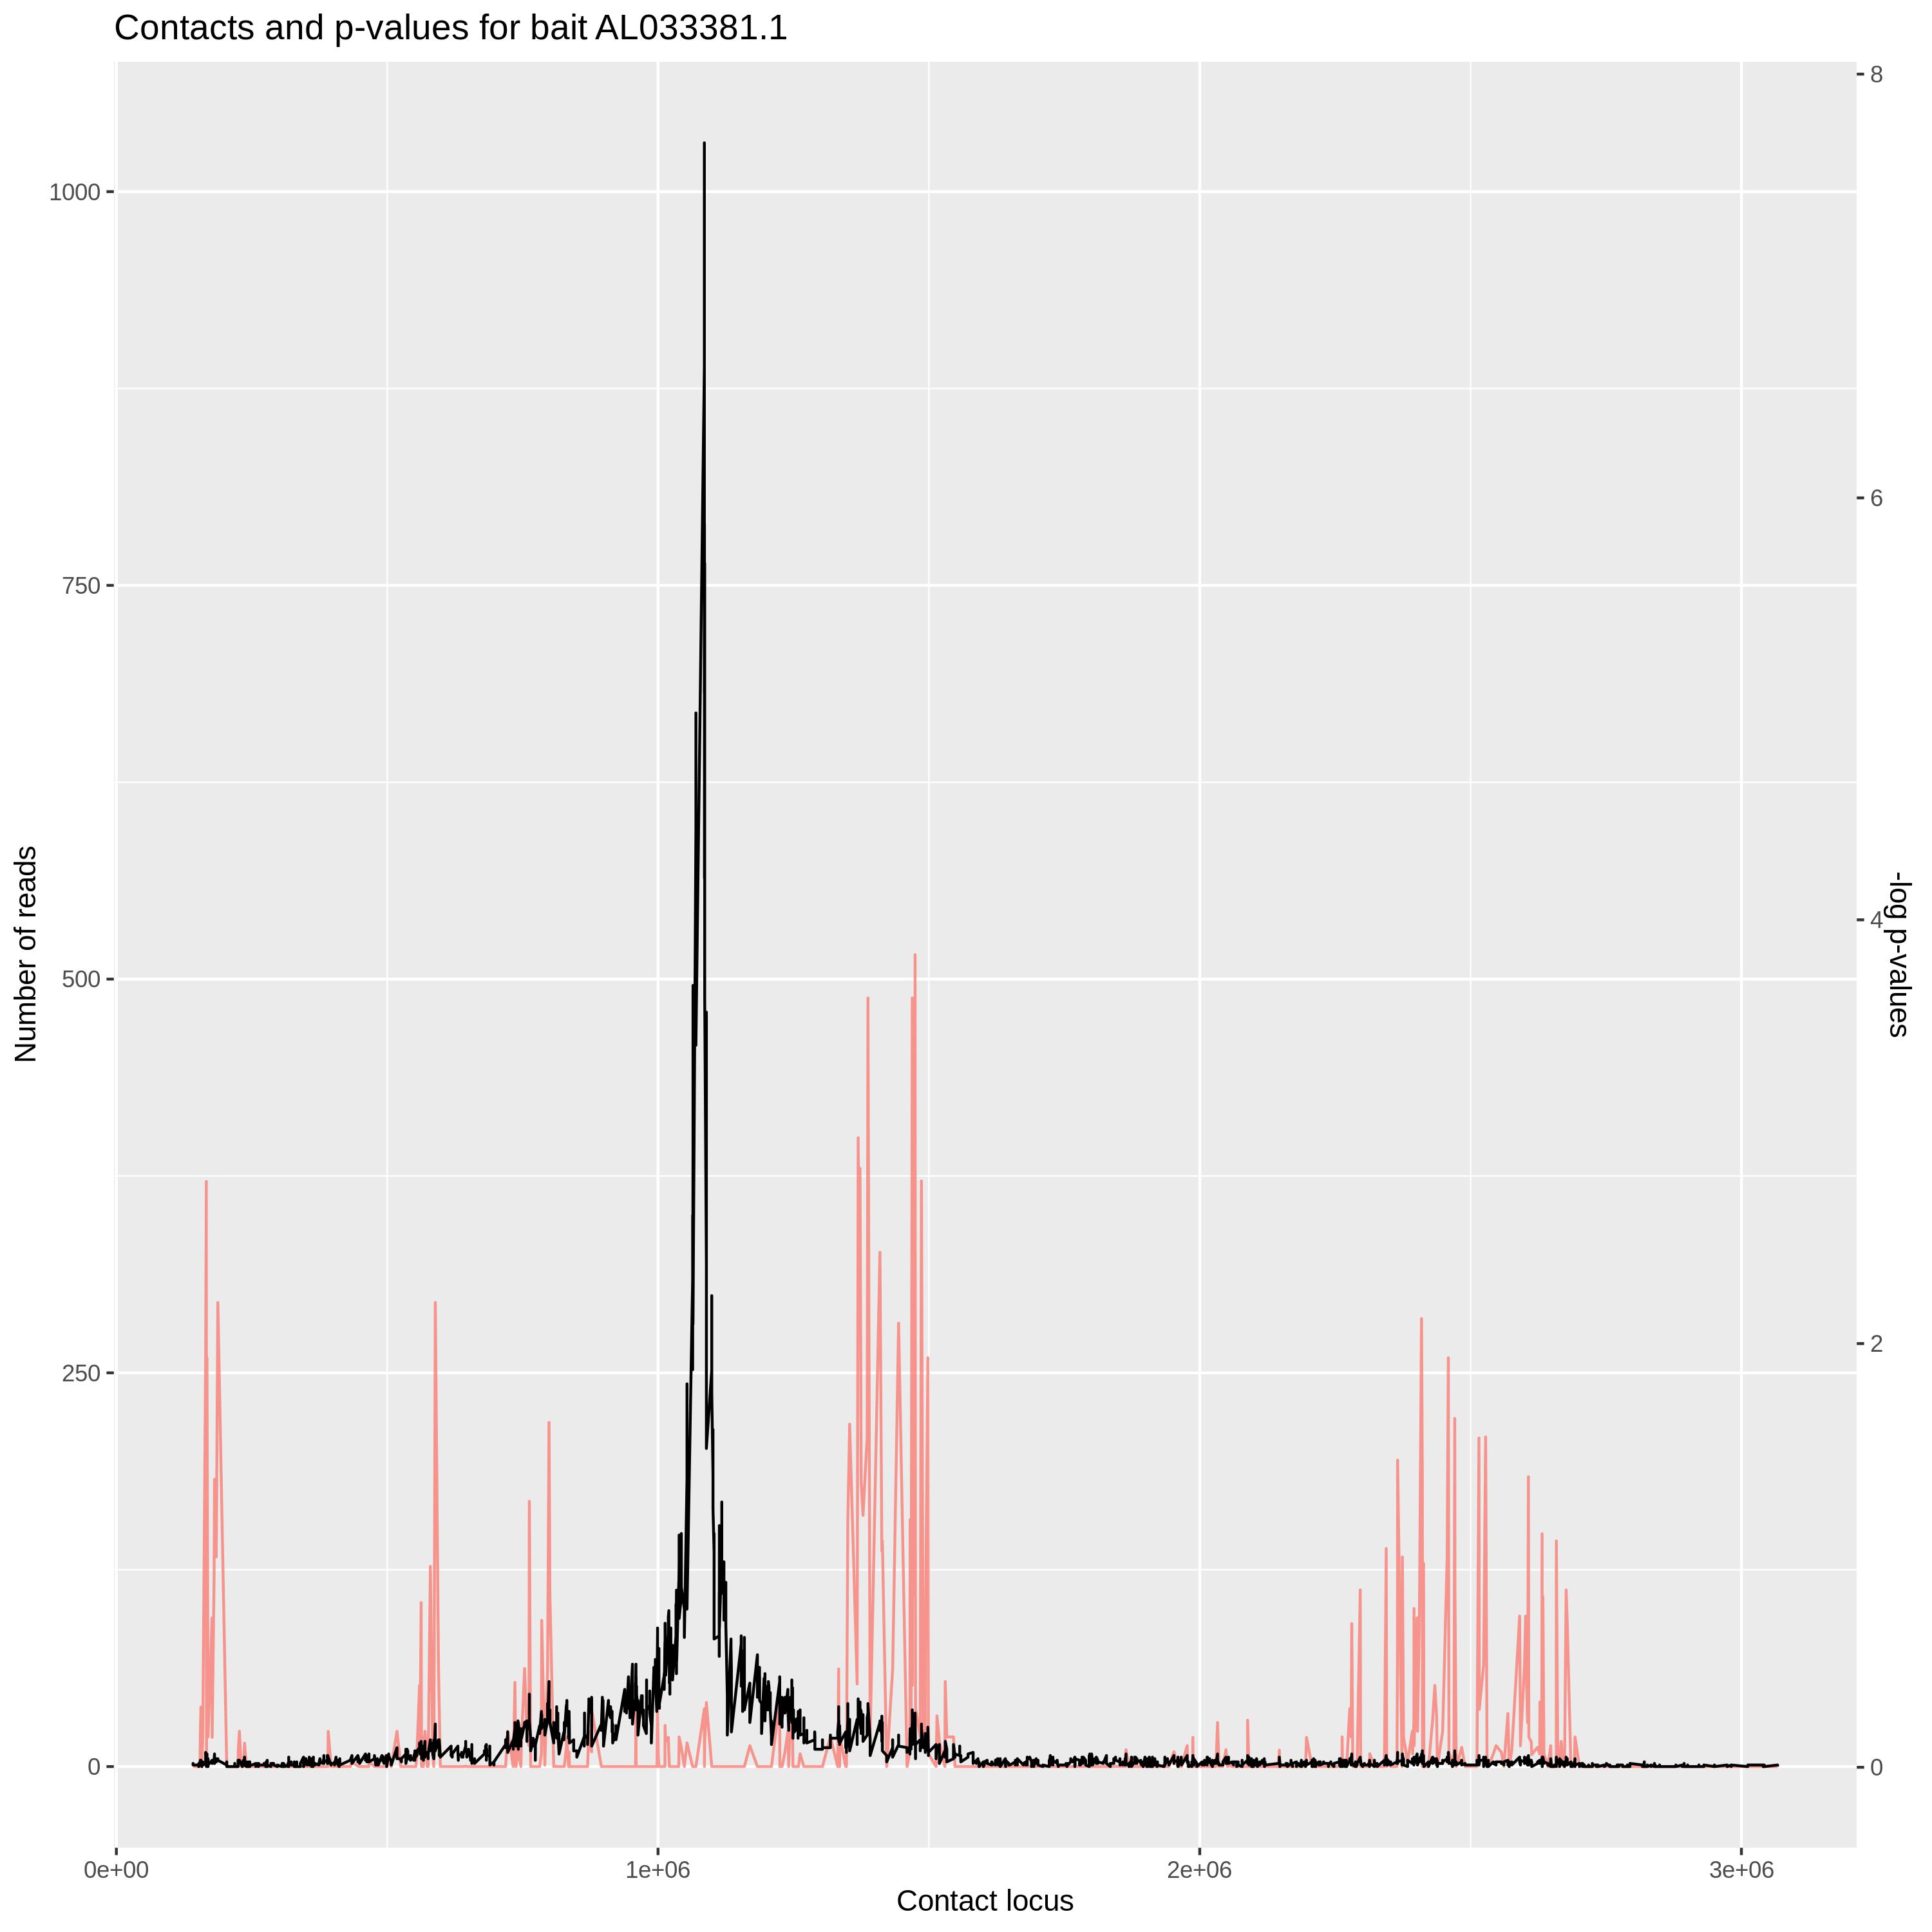 Contacts and p-values for bait AL033381.1
8
1000
6
750
4
Number of reads
-log p-values
500
2
250
0
0
0e+00
1e+06
2e+06
3e+06
Contact locus